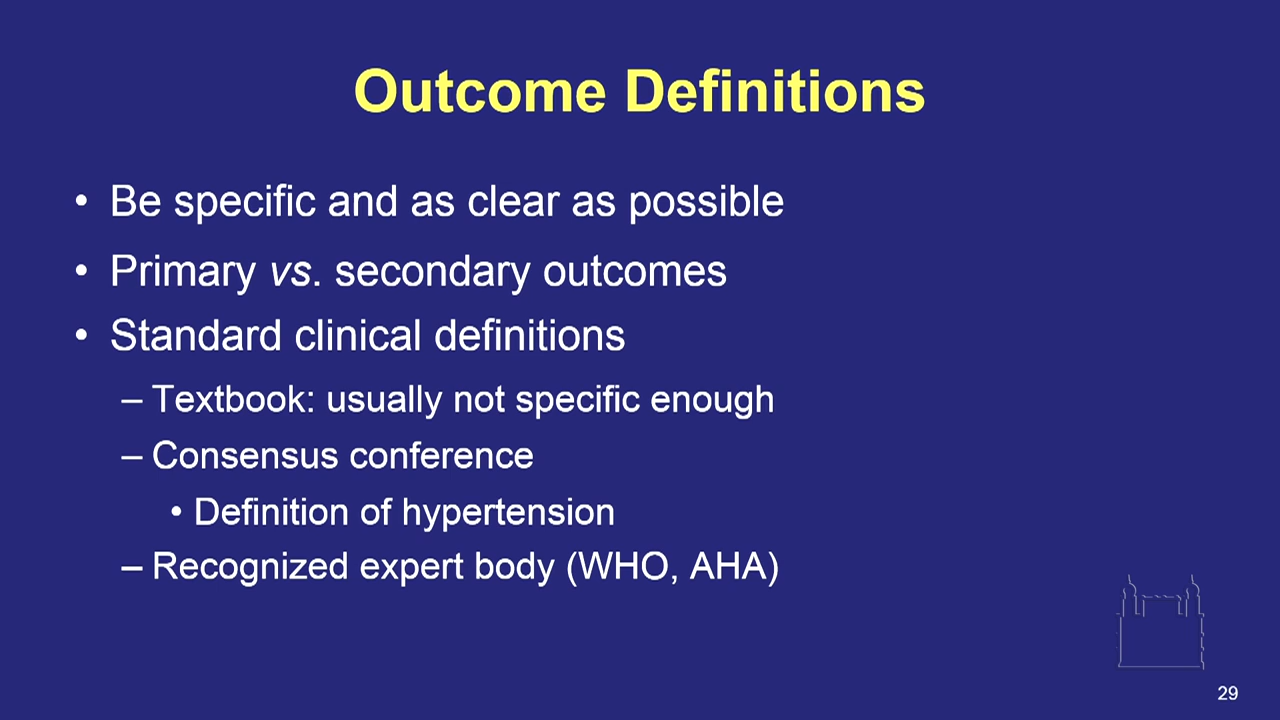 Outcome Definitions
• Be specific and as clear as possible
• Primary vs. secondary outcomes
• Standard clinical definitions
– Textbook: usually not specific enough
– Consensus conference
• Definition of hypertension
– Recognized expert body (WHO, AHA)
29